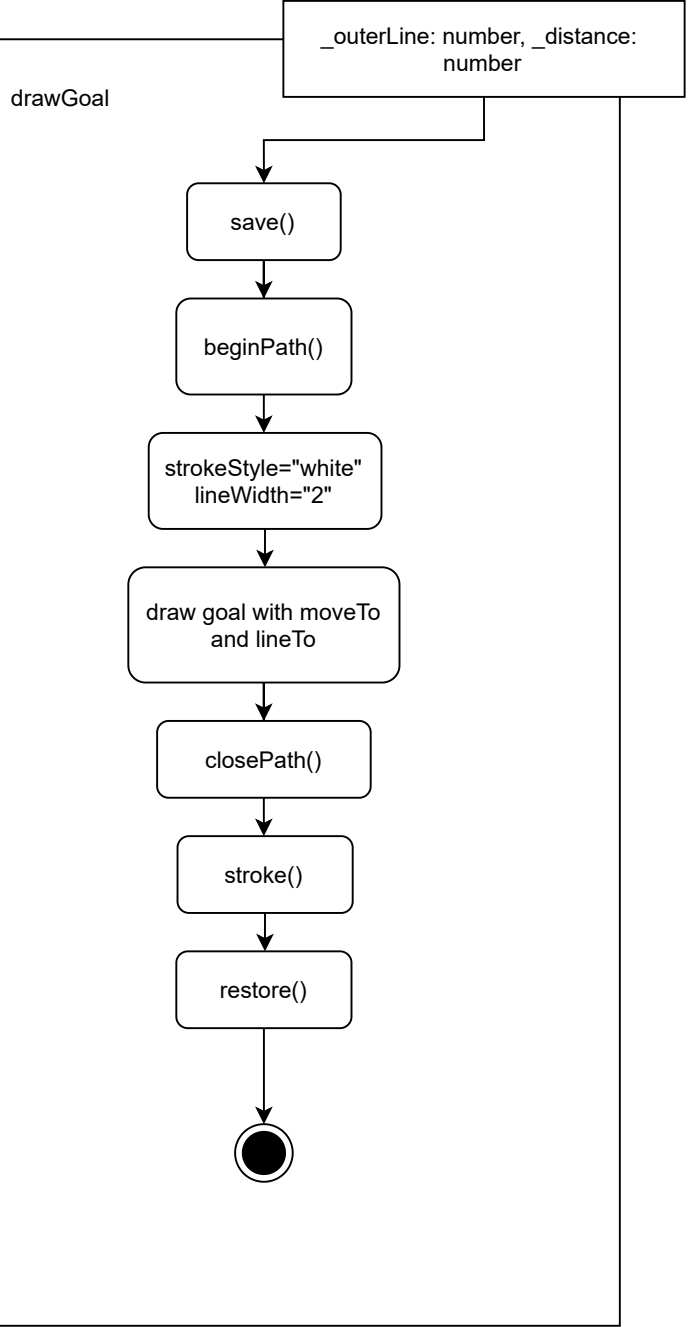 _outerLine: number, _distance:
number
drawGoal
save()
beginPath()
strokeStyle="white"
lineWidth="2"
draw goal with moveTo
and lineTo
closePath()
stroke()
restore()